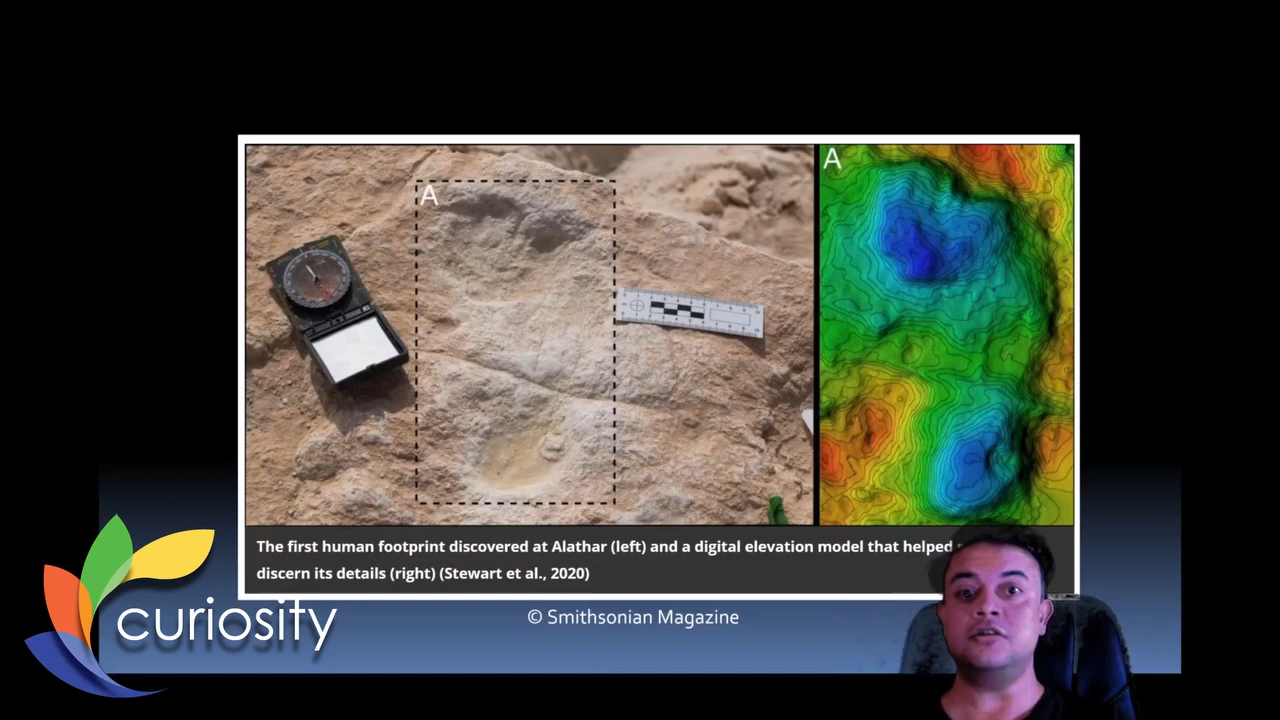 A
A
The first human footprint discovered at Alathar (left) and a digital elevation model that helped
discern its details (right) (Stewart et al., 2020)
© Smithsonian Magazine
curiosity